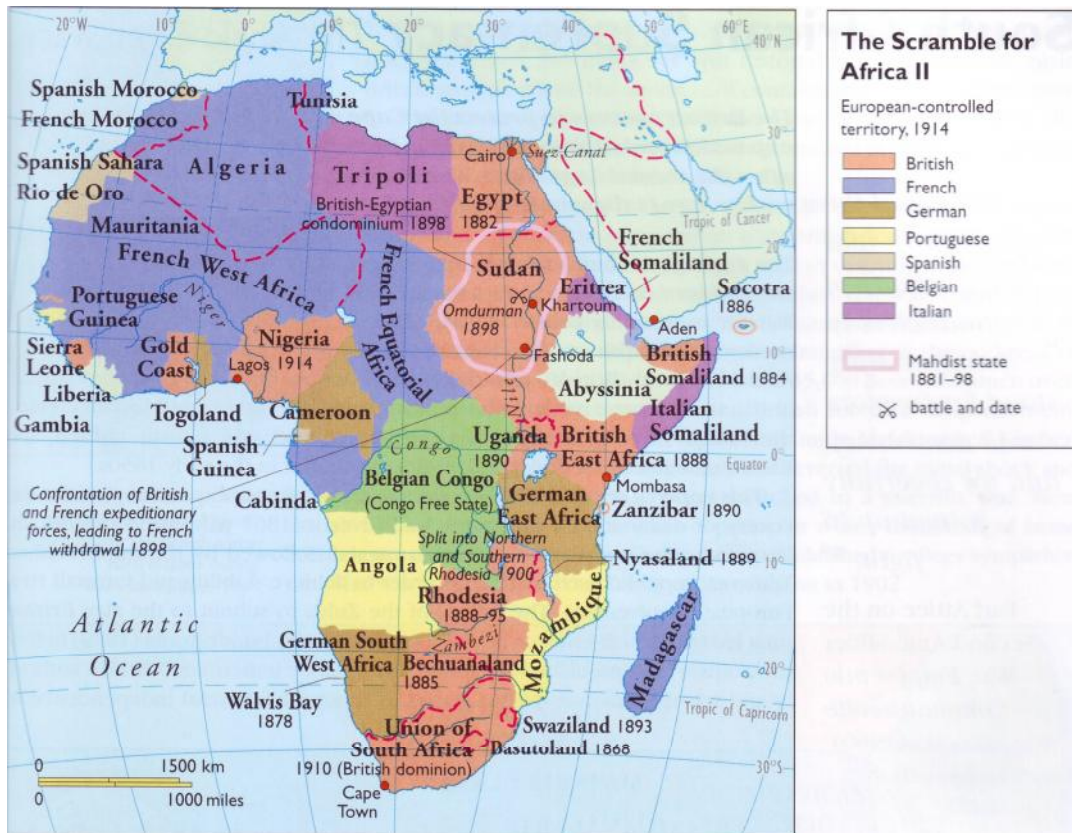 20°W
10°W
0°
10°E
20°E
30°E
40°E
50°E
60°E
40°N
The Scramble for
Africa II
European-controlled
territory, 1914
British
French
German
Portuguese
Spanish
Belgian
Italian
Mahdist state
1881–98
battle and date
Spanish Morocco
French Morocco
Tunisia
30°
Spanish Sahara
Rio de Oro
Algeria
Tripoli
Cairo
Suez Canal
Egypt
1882
British-Egyptian
condominium 1898
Tropic of Cancer
Mauritania
French West Africa
French Equatorial
Africa
20°
Sudan
French
Somaliland
Eritrea
Socotra
1886
Omdurman
1898
Khartoum
Aden
Portuguese
Guinea
Niger
Nigeria
1914
Fashoda
10°
Sierra
Leone
Gold
Coast
Lagos
British
Somaliland 1884
Liberia
Togoland
Abyssinia
Nile
Gambia
Cameroon
Italian
Somaliland
1888
Spanish
Guinea
Congo
Uganda
1890
British
East Africa
0°
Equator
Confrontation of British
and French expeditionary
forces, leading to French
withdrawal 1898
Cabinda
Belgian Congo
(Congo Free State)
German
East Africa
Mombasa
Zanzibar 1890
Split into Northern
and Southern
Rhodesia 1900
Nyasaland 1889
10°
Angola
Rhodesia
1888–95
Mozambique
Madagascar
Atlantic
Ocean
German South
West Africa
Zambezi
Bechuanaland
1885
20°
Walvis Bay
1878
Tropic of Capricorn
Swaziland 1893
Union of
South Africa
1910 (British dominion)
Basutoland 1868
Cape
Town
30°S
0
1500 km
0
1000 miles